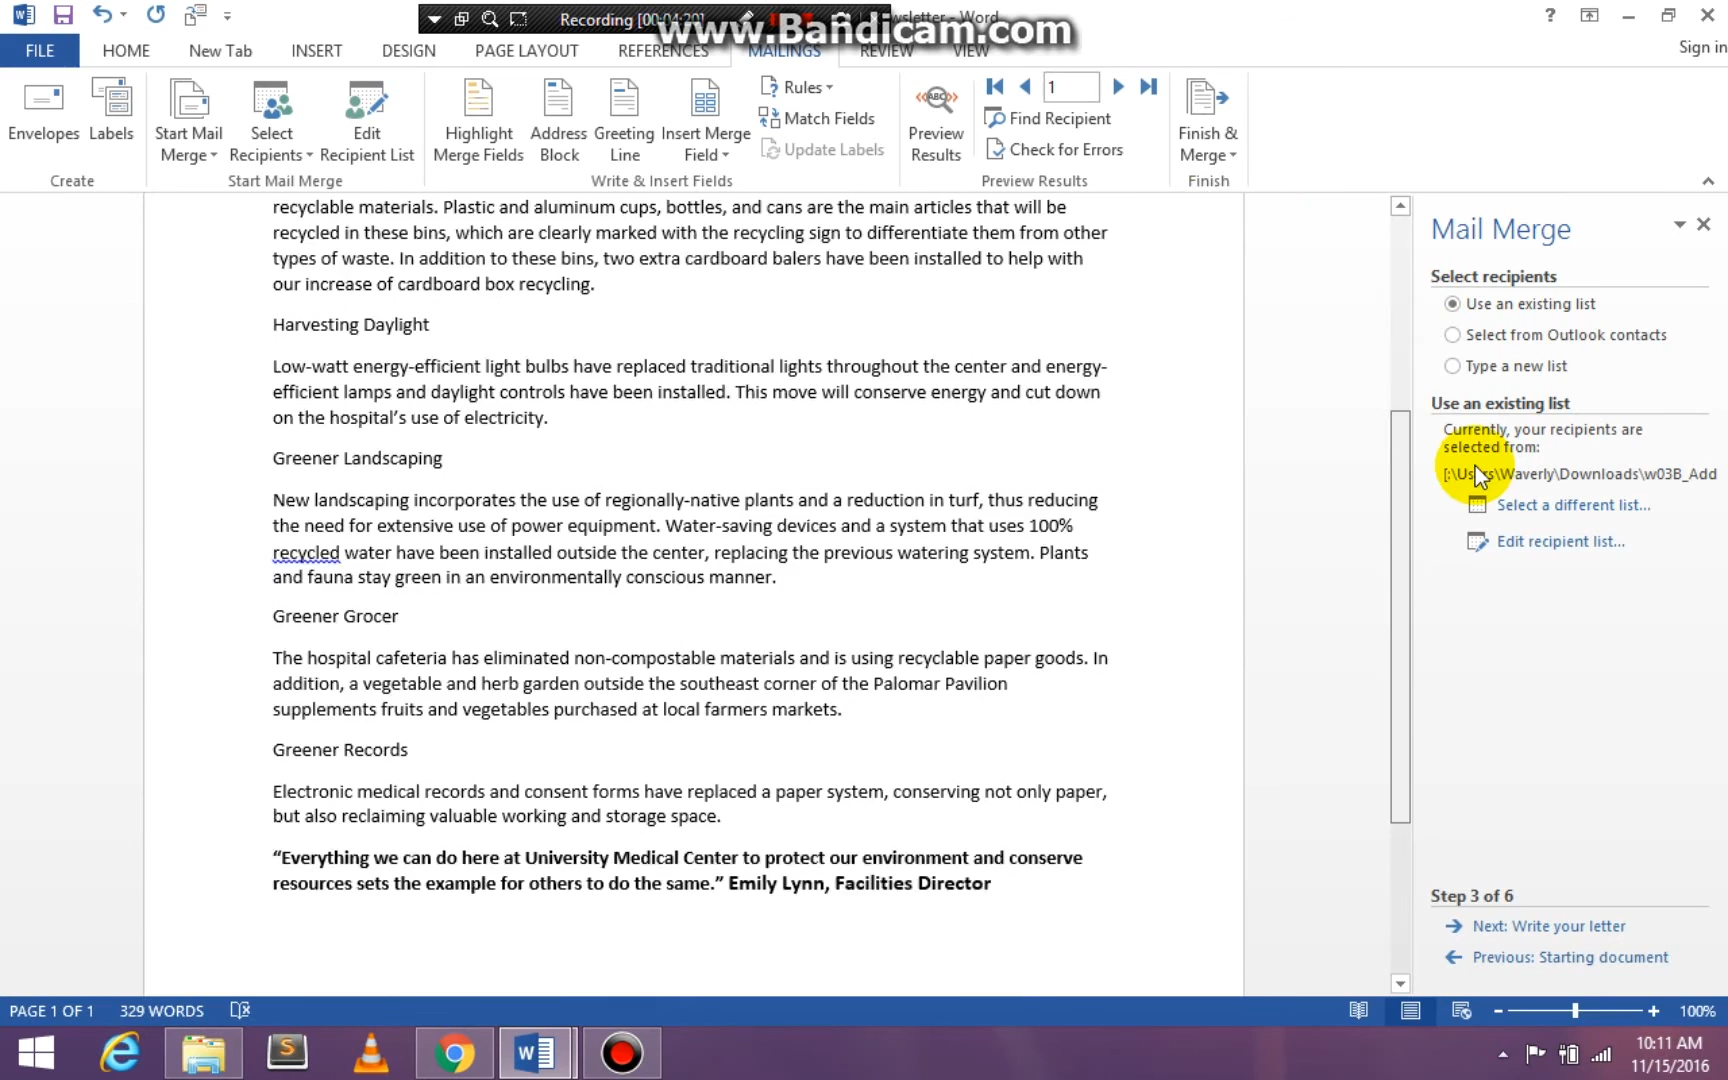 Recording [00:04:20]
www.Bandicam.com
wsletter - Word
FILE HOME New Tab INSERT DESIGN PAGE LAYOUT REFERENCES MAILINGS REVIEW VIEW Sign in
Envelopes Labels Start Mail Merge Select Recipients Edit Recipient List Highlight Merge Fields Address Block Greeting Line Insert Merge Field Rules Match Fields Update Labels ABC Preview Results 1 Find Recipient Check for Errors Finish & Merge
Create Start Mail Merge Write & Insert Fields Preview Results Finish
recyclable materials. Plastic and aluminum cups, bottles, and cans are the main articles that will be
recycled in these bins, which are clearly marked with the recycling sign to differentiate them from other
types of waste. In addition to these bins, two extra cardboard balers have been installed to help with
our increase of cardboard box recycling.
Harvesting Daylight
Low-watt energy-efficient light bulbs have replaced traditional lights throughout the center and energy-
efficient lamps and daylight controls have been installed. This move will conserve energy and cut down
on the hospital’s use of electricity.
Greener Landscaping
New landscaping incorporates the use of regionally-native plants and a reduction in turf, thus reducing
the need for extensive use of power equipment. Water-saving devices and a system that uses 100%
recycled water have been installed outside the center, replacing the previous watering system. Plants
and fauna stay green in an environmentally conscious manner.
Greener Grocer
The hospital cafeteria has eliminated non-compostable materials and is using recyclable paper goods. In
addition, a vegetable and herb garden outside the southeast corner of the Palomar Pavilion
supplements fruits and vegetables purchased at local farmers markets.
Greener Records
Electronic medical records and consent forms have replaced a paper system, conserving not only paper,
but also reclaiming valuable working and storage space.
“Everything we can do here at University Medical Center to protect our environment and conserve
resources sets the example for others to do the same.” Emily Lynn, Facilities Director
Mail Merge
Select recipients
Use an existing list
Select from Outlook contacts
Type a new list
Use an existing list
Currently, your recipients are
selected from:
[:\Users\Waverly\Downloads\w03B_Add
Select a different list...
Edit recipient list...
Step 3 of 6
Next: Write your letter
Previous: Starting document
PAGE 1 OF 1 329 WORDS 100%
10:11 AM
11/15/2016